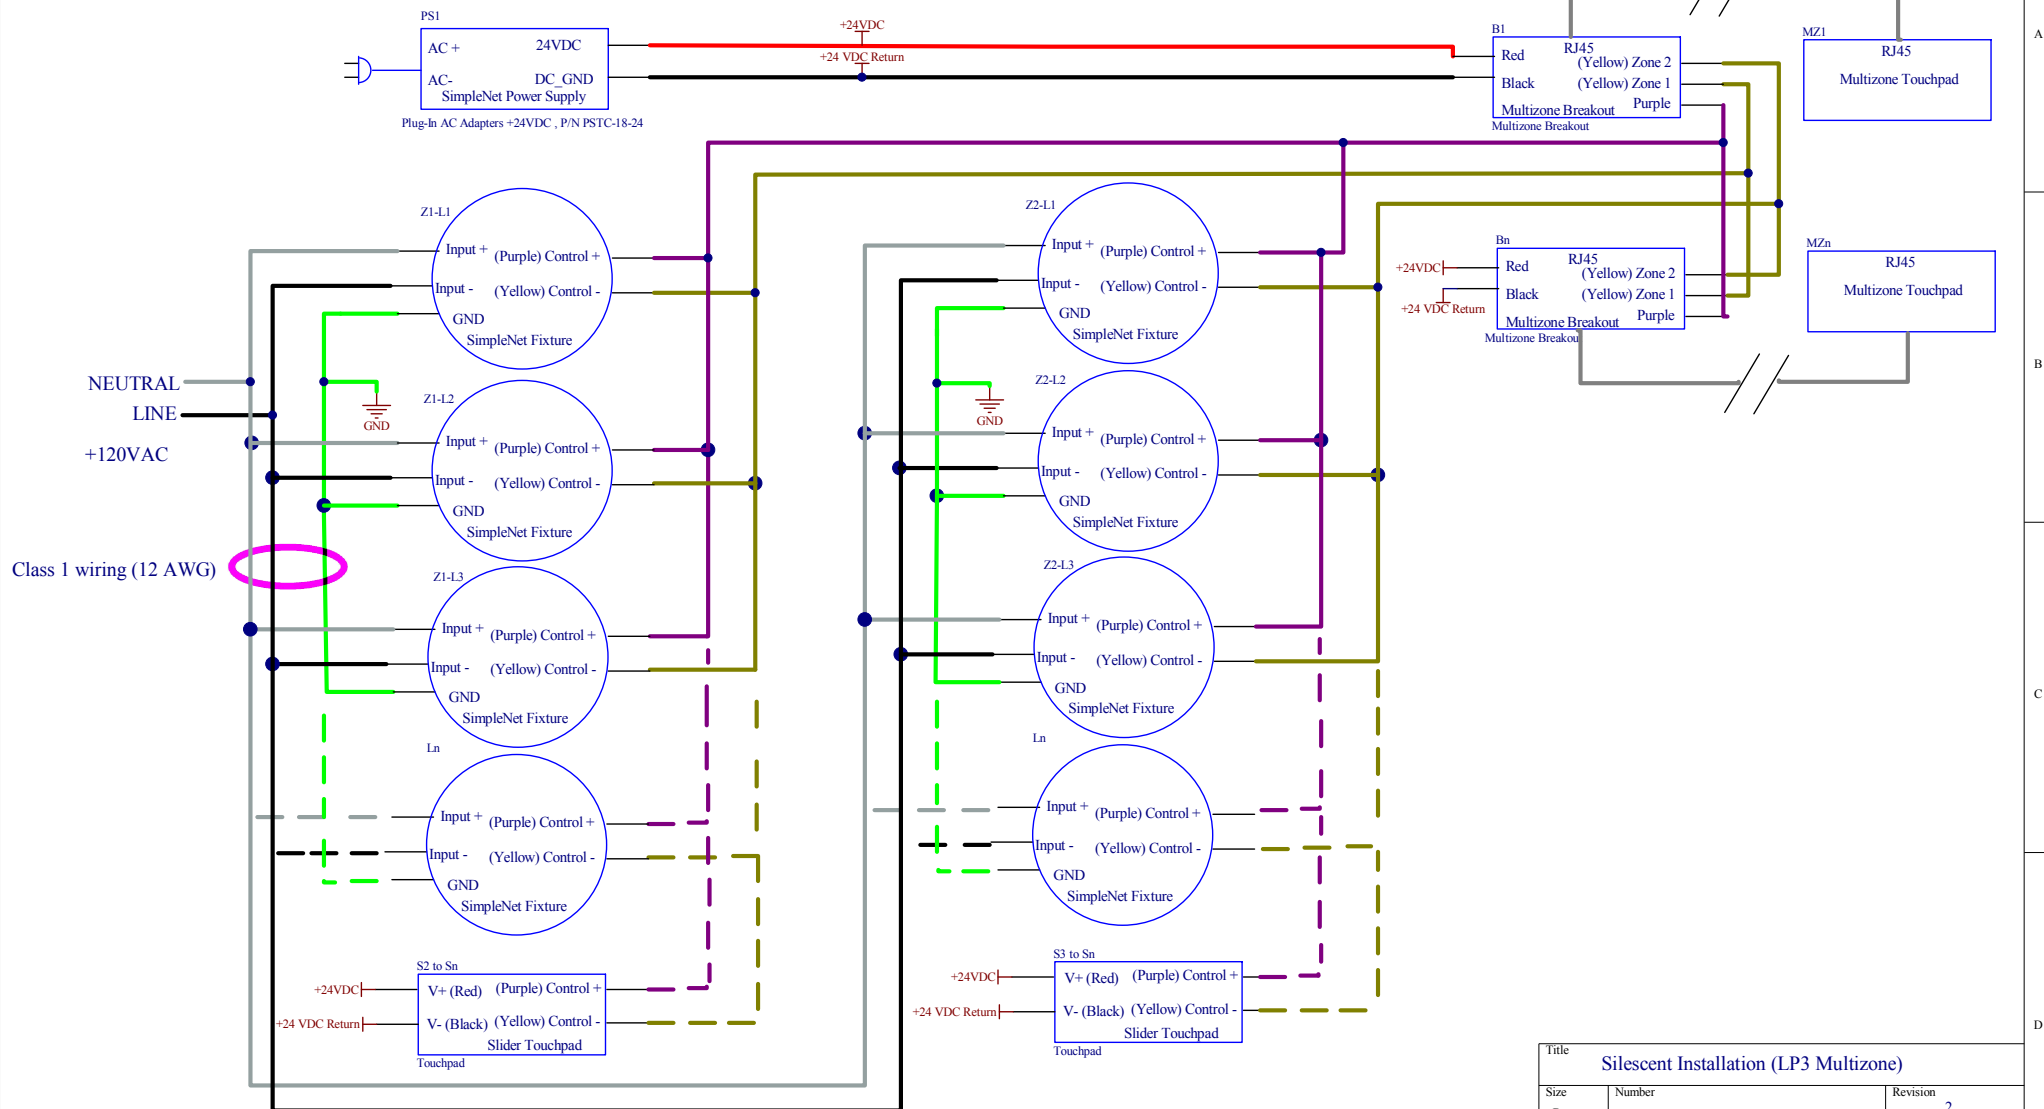 PS1
AC +
24VDC
AC-
DC_GND
SimpleNet Power Supply
Plug-In AC Adapters +24VDC , P/N PSTC-18-24
+24VDC
+24 VDC Return
B1
RJ45
Red
(Yellow) Zone 2
Black
(Yellow) Zone 1
Purple
Multizone Breakout
Multizone Breakout
MZ1
RJ45
Multizone Touchpad
A
Z1-L1
Input +
(Purple) Control +
Input -
(Yellow) Control -
GND
SimpleNet Fixture
Z2-L1
Input +
(Purple) Control +
Input -
(Yellow) Control -
GND
SimpleNet Fixture
Bn
RJ45
+24VDC
Red
(Yellow) Zone 2
Black
(Yellow) Zone 1
+24 VDC Return
Purple
Multizone Breakout
Multizone Breakou
MZn
RJ45
Multizone Touchpad
B
NEUTRAL
LINE
+120VAC
GND
Z1-L2
Input +
(Purple) Control +
Input -
(Yellow) Control -
GND
SimpleNet Fixture
GND
Z2-L2
Input +
(Purple) Control +
Input -
(Yellow) Control -
GND
SimpleNet Fixture
Class 1 wiring (12 AWG)
Z1-L3
Input +
(Purple) Control +
Input -
(Yellow) Control -
GND
SimpleNet Fixture
Z2-L3
Input +
(Purple) Control +
Input -
(Yellow) Control -
GND
SimpleNet Fixture
C
Ln
Input +
(Purple) Control +
Input -
(Yellow) Control -
GND
SimpleNet Fixture
Ln
Input +
(Purple) Control +
Input -
(Yellow) Control -
GND
SimpleNet Fixture
S2 to Sn
+24VDC
V+ (Red)
(Purple) Control +
+24 VDC Return
V- (Black)
(Yellow) Control -
Slider Touchpad
Touchpad
S3 to Sn
+24VDC
V+ (Red)
(Purple) Control +
+24 VDC Return
V- (Black)
(Yellow) Control -
Slider Touchpad
Touchpad
D
Title
Silescent Installation (LP3 Multizone)
Size
Number
Revision
2